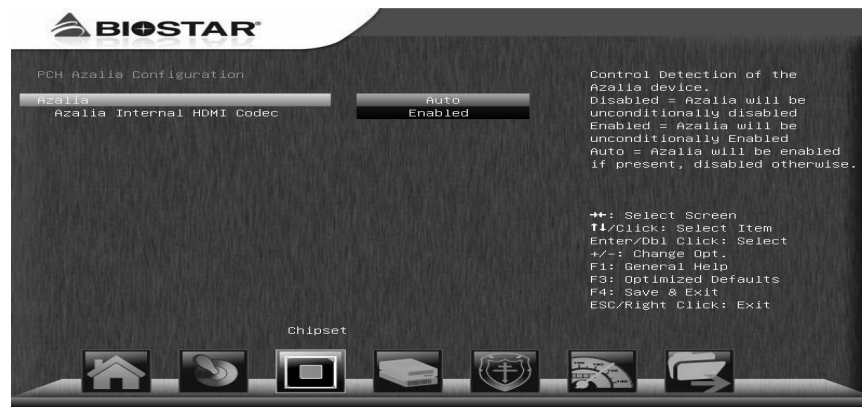 BIOSTAR®
PCH Azalia Configuration
Azalia Auto
Azalia Internal HDMI Codec Enabled
Control Detection of the
Azalia device.
Disabled = Azalia will be
unconditionally disabled
Enabled = Azalia will be
unconditionally Enabled
Auto = Azalia will be enabled
if present, disabled otherwise.
→←: Select Screen
↑↓/Click: Select Item
Enter/Dbl Click: Select
+/-: Change Opt.
F1: General Help
F3: Optimized Defaults
F4: Save & Exit
ESC/Right Click: Exit
Chipset